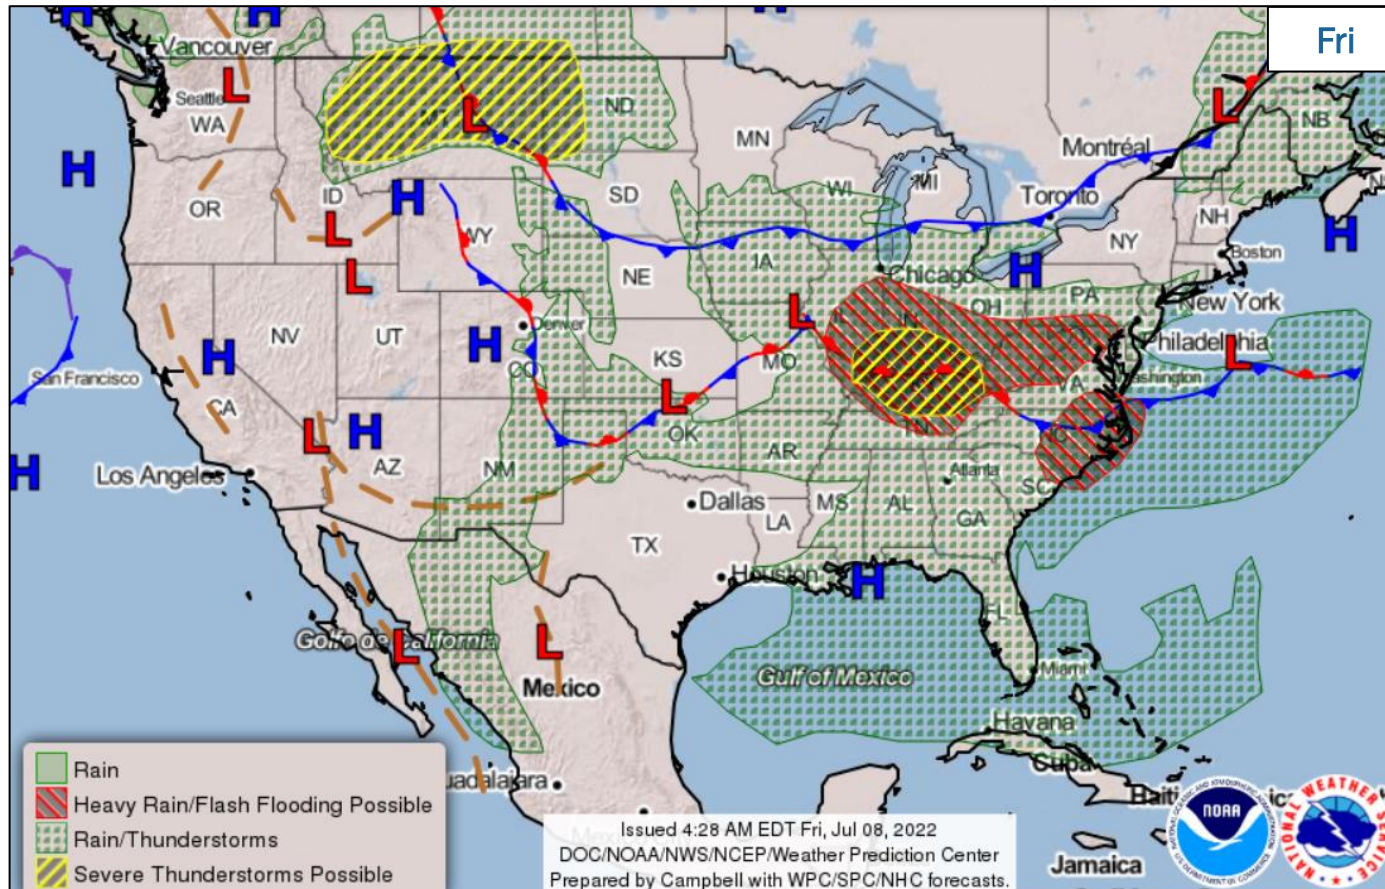 Fri
H
H
H
Vancouver
Seattle
L
WA
MT
L
ND
MN
Montréal
L
NB
H
OR
ID
H
SD
WI
MI
Toronto
NH
L
WY
NY
H
Boston
L
NE
IA
Chicago
H
PA
New York
NV
UT
H
Denver
L
IN
OH
Philadelphia
H
CO
KS
MO
L
San Francisco
VA
Washington
CA
L
L
H
AZ
NM
OK
AR
TN
NC
H
Los Angeles
Atlanta
SC
Dallas
MS
AL
GA
LA
TX
Houston
H
FL
Golfo de California
L
L
Mexico
Gulf of Mexico
Miami
Havana
Cuba
Rain
Heavy Rain/Flash Flooding Possible
Rain/Thunderstorms
Severe Thunderstorms Possible
Issued 4:28 AM EDT Fri, Jul 08, 2022
DOC/NOAA/NWS/NCEP/Weather Prediction Center
Prepared by Campbell with WPC/SPC/NHC forecasts.
Jamaica
NOAA
NATIONAL WEATHER SERVICE